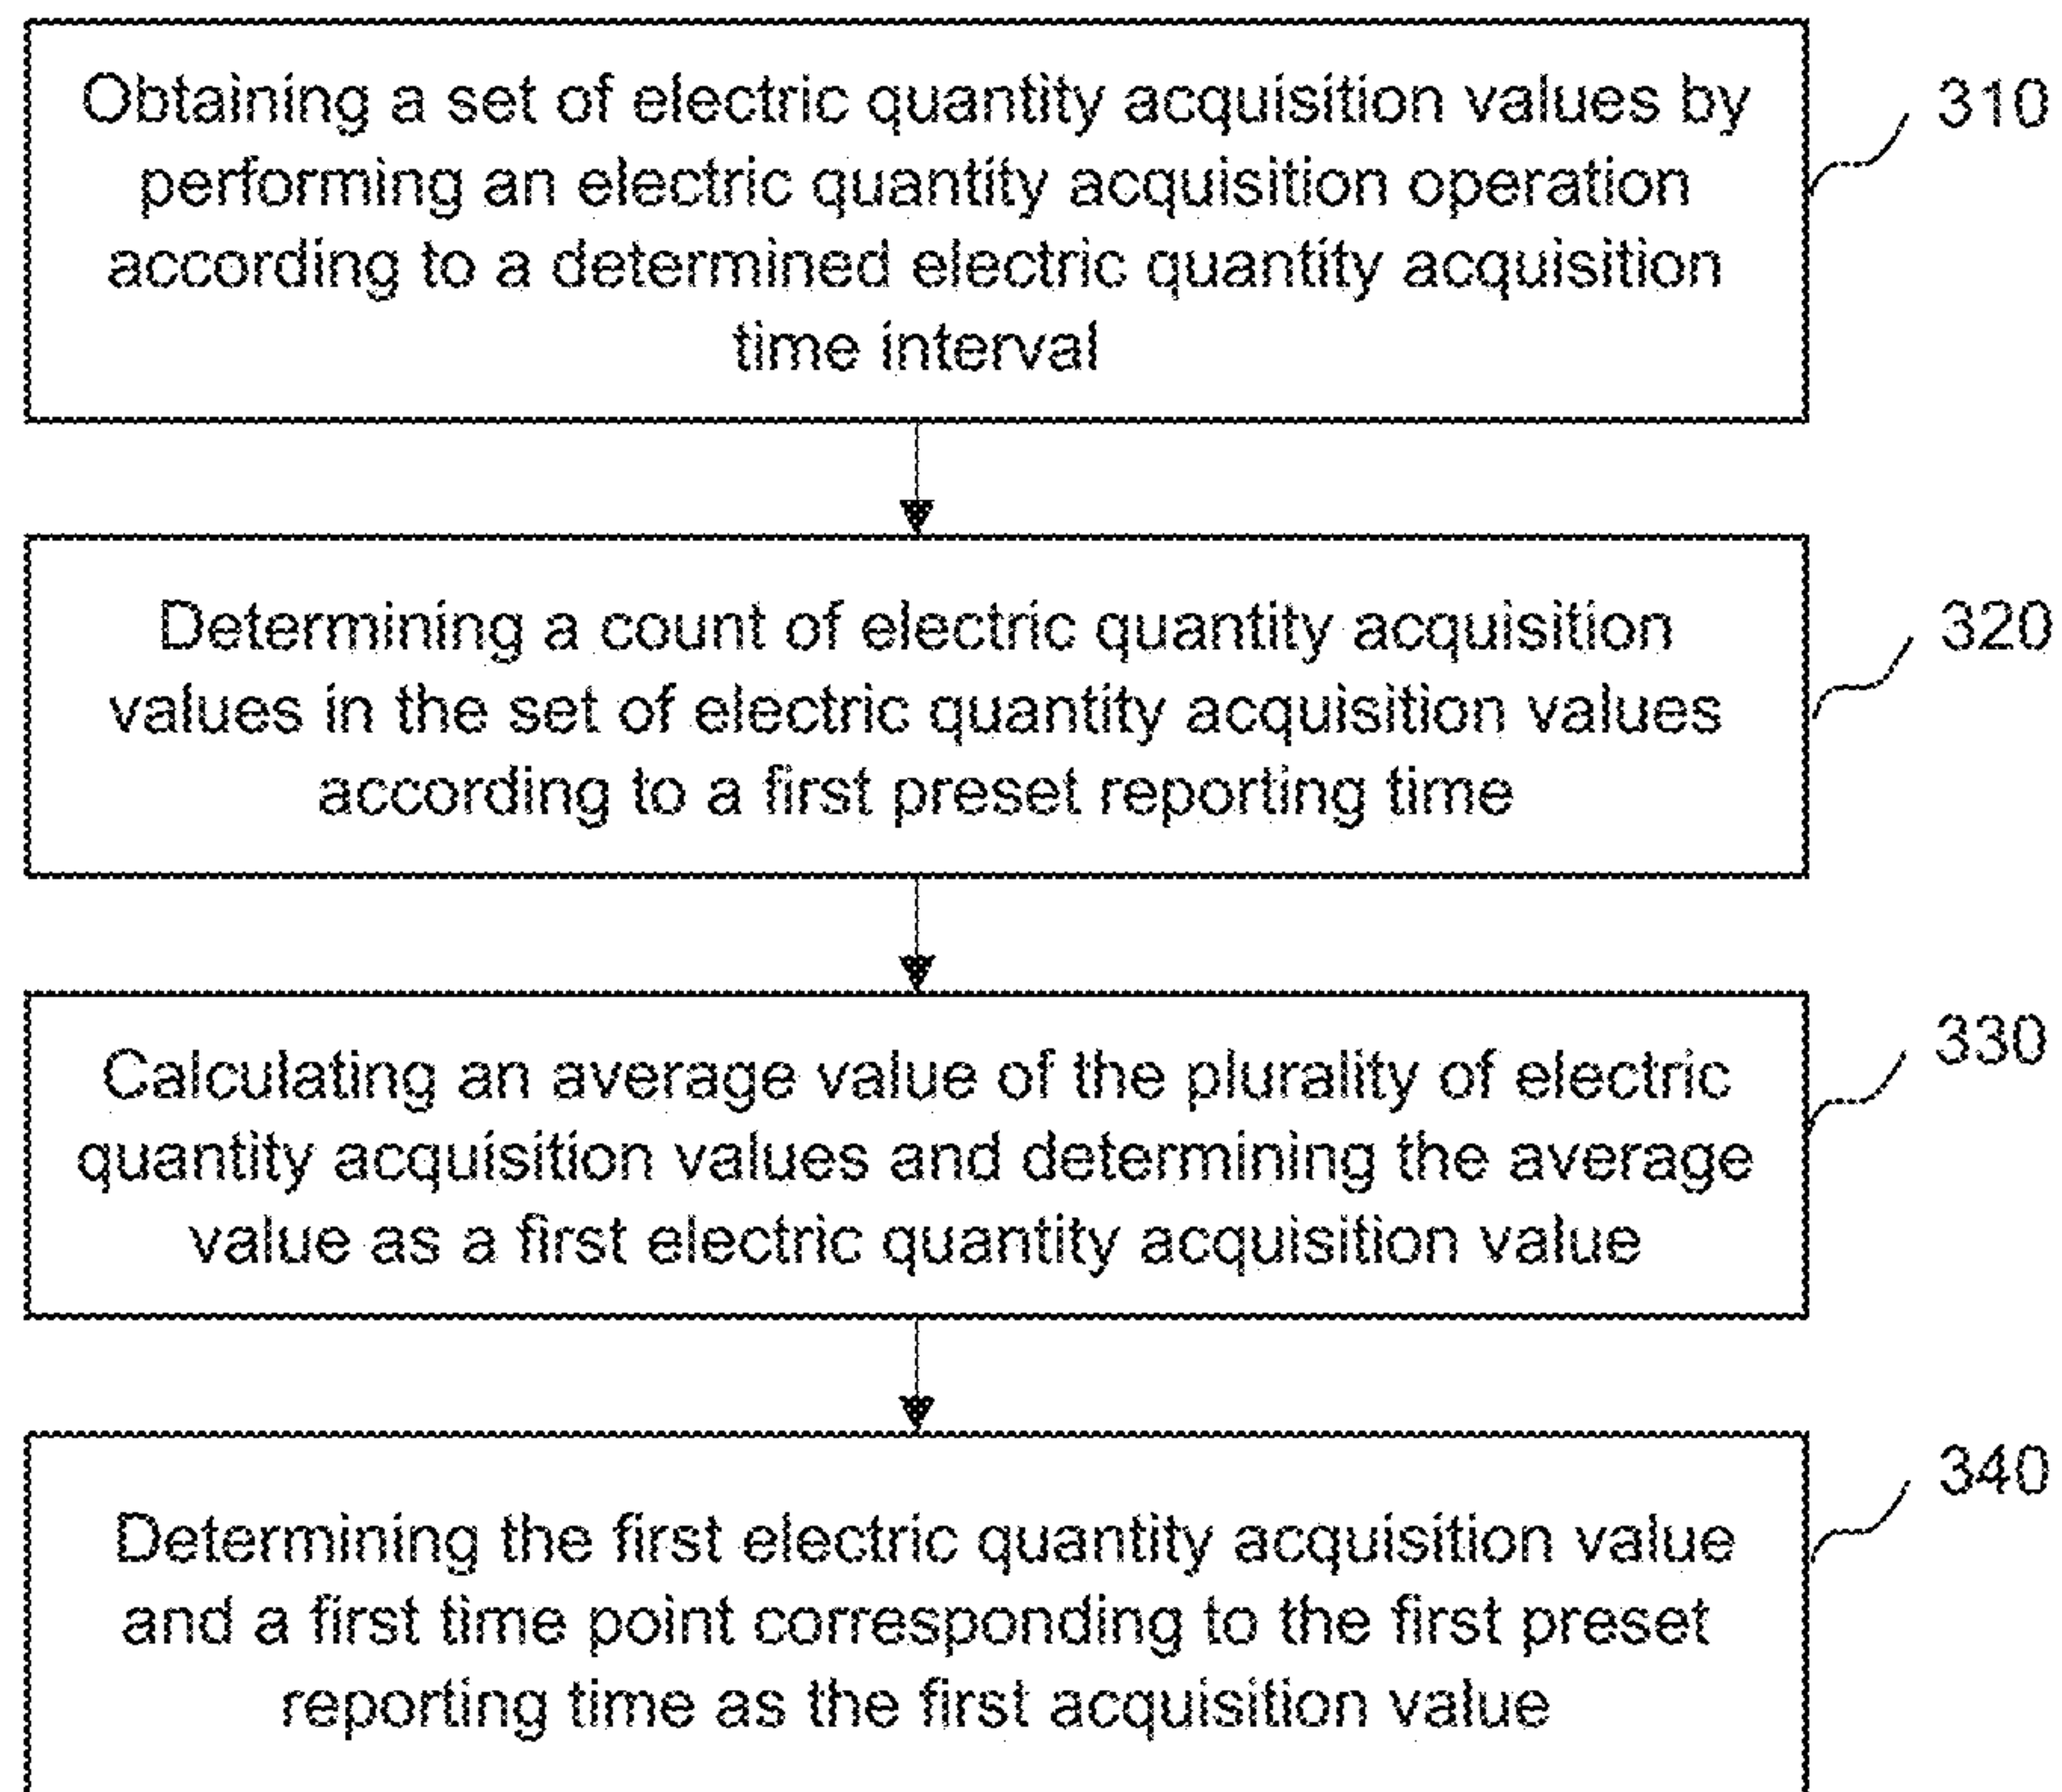 Obtaining a set of electric quantity acquisition values by
performing an electric quantity acquisition operation
according to a determined electric quantity acquisition
time interval
310
Determining a count of electric quantity acquisition
values in the set of electric quantity acquisition values
according to a first preset reporting time
320
Calculating an average value of the plurality of electric
quantity acquisition values and determining the average
value as a first electric quantity acquisition value
330
Determining the first electric quantity acquisition value
and a first time point corresponding to the first preset
reporting time as the first acquisition value
340